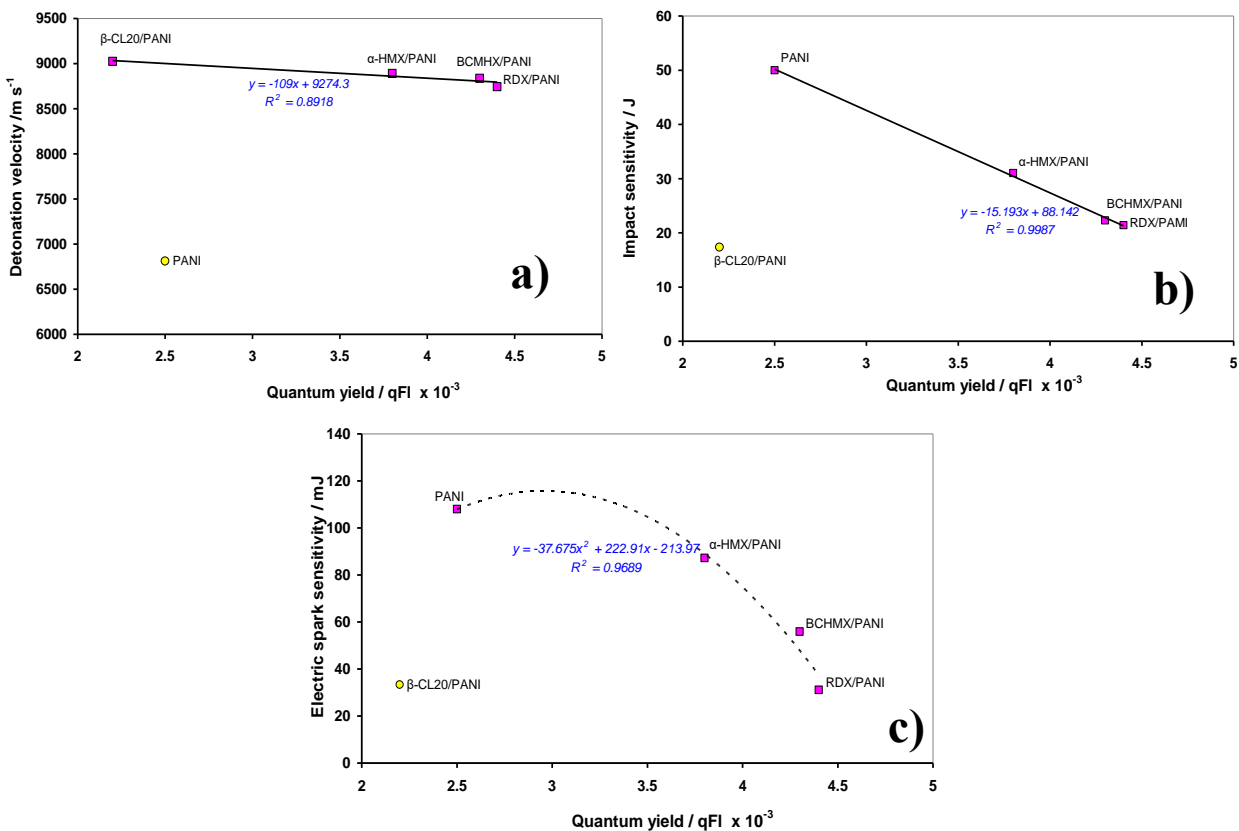 9500
9000
8500
8000
7500
7000
6500
6000
Detonation velocity /m s⁻¹
β-CL20/PANI
α-HMX/PANI
BCMHX/PANI
RDX/PANI
y = -109x + 9274.3
R² = 0.8918
PANI
a)
2 2.5 3 3.5 4 4.5 5
Quantum yield / qFl x 10⁻³
60
50
40
30
20
10
0
Impact sensitivity / J
PANI
α-HMX/PANI
BCHMX/PANI
RDX/PAMI
y = -15.193x + 88.142
R² = 0.9987
β-CL20/PANI
b)
2 2.5 3 3.5 4 4.5 5
Quantum yield / qFl x 10⁻³
140
120
100
80
60
40
20
0
Electric spark sensitivity / mJ
PANI
α-HMX/PANI
y = -37.675x² + 222.91x - 213.97
R² = 0.9689
BCHMX/PANI
RDX/PANI
β-CL20/PANI
c)
2 2.5 3 3.5 4 4.5 5
Quantum yield / qFl x 10⁻³